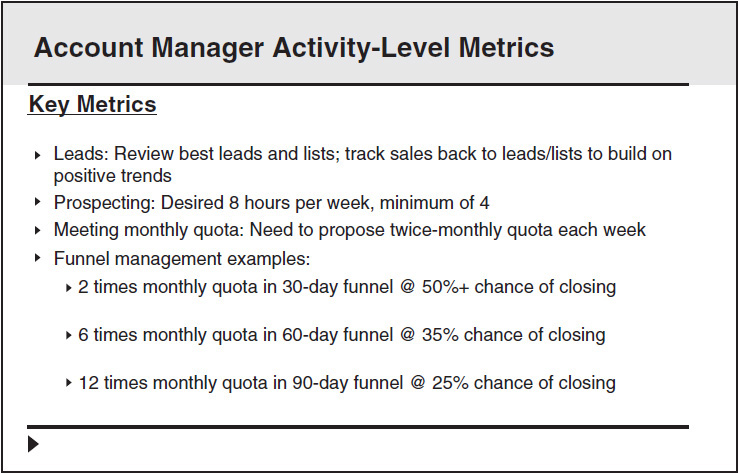 Account Manager Activity-Level Metrics
Key Metrics
Leads: Review best leads and lists; track sales back to leads/lists to build on
positive trends
Prospecting: Desired 8 hours per week, minimum of 4
Meeting monthly quota: Need to propose twice-monthly quota each week
Funnel management examples:
2 times monthly quota in 30-day funnel @ 50%+ chance of closing
6 times monthly quota in 60-day funnel @ 35% chance of closing
12 times monthly quota in 90-day funnel @ 25% chance of closing